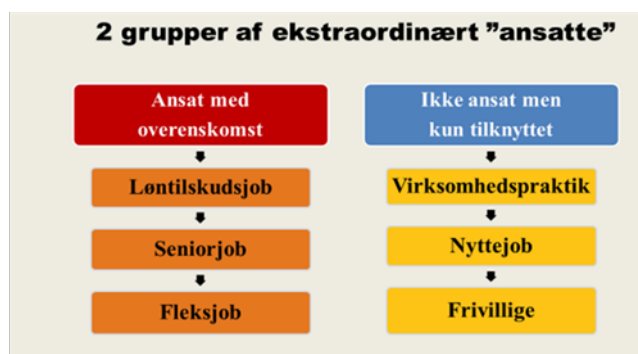 2 grupper af ekstraordinært ”ansatte”
Ansat med
overenskomst
Løntilskudsjob
Seniorjob
Fleksjob
Ikke ansat men
kun tilknyttet
Virksomhedspraktik
Nyttejob
Frivillige